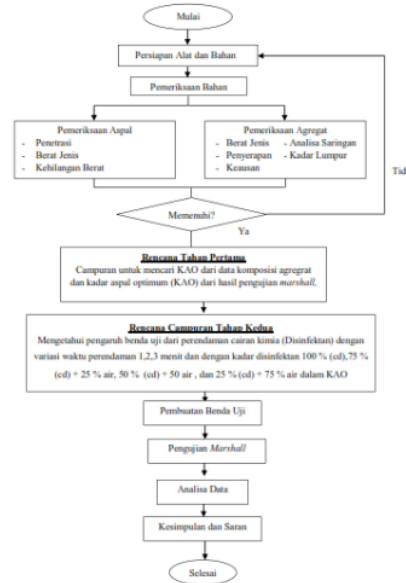 Mulai
Persiapan Alat dan Bahan
Pemeriksaan Bahan
Pemeriksaan Aspal
- Penetrasi
- Berat Jenis
- Kehilangan Berat
Pemeriksaan Agregat
- Berat Jenis - Analisa Saringan
- Penyerapan - Kadar Lumpur
- Keausan
Tid
Memenuhi?
Ya
Rencana Tahap Pertama
Campuran untuk mencari KAO dari data komposisi agregrat
dan kadar aspal optimum (KAO) dari hasil pengujian marshall,
Rencana Campuran Tahap Kedua
Mengetahui pengaruh benda uji dari perendaman cairan kimia (Disinfektan) dengan
variasi waktu perendaman 1,2,3 menit dan dengan kadar disinfektan 100 % (cd),75 %
(cd) + 25 % air, 50 % (cd) + 50 air , dan 25 % (cd) + 75 % air dalam KAO
Pembuatan Benda Uji
Pengujian Marshall
Analisa Data
Kesimpulan dan Saran
Selesai